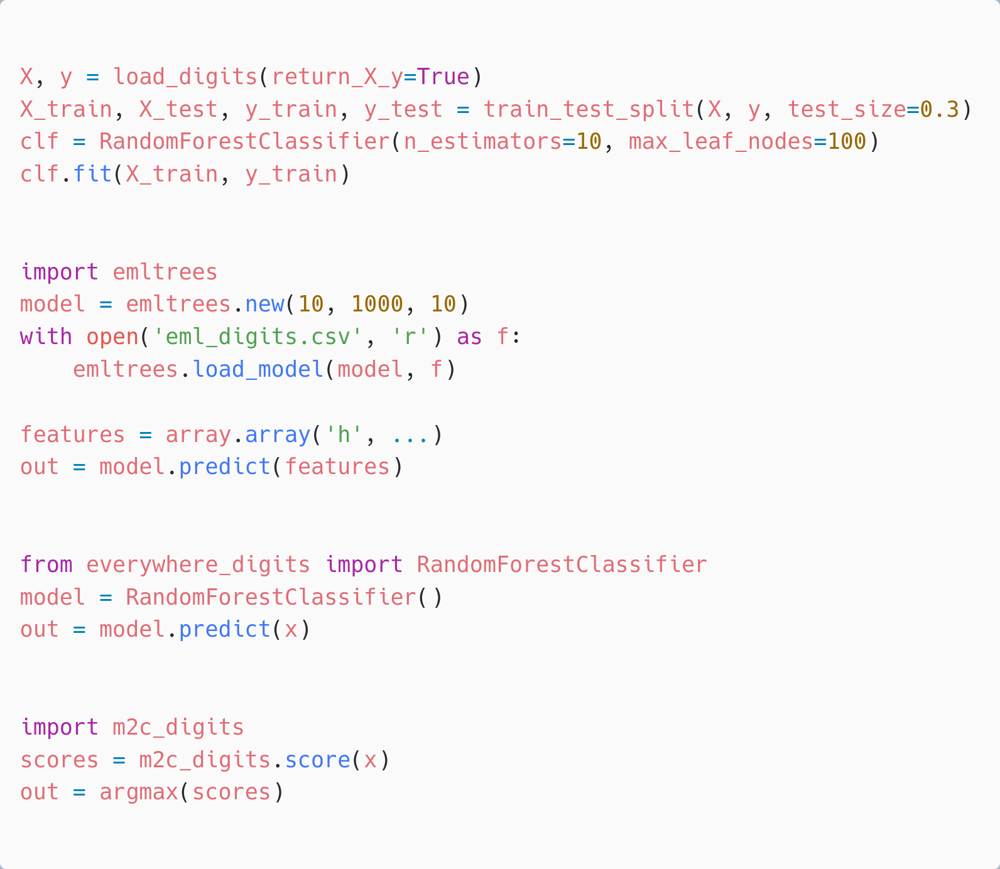 X, y = load_digits(return_X_y=True)
X_train, X_test, y_train, y_test = train_test_split(X, y, test_size=0.3)
clf = RandomForestClassifier(n_estimators=10, max_leaf_nodes=100)
clf.fit(X_train, y_train)
import emltrees
model = emltrees.new(10, 1000, 10)
with open('eml_digits.csv', 'r') as f:
    emltrees.load_model(model, f)
features = array.array('h', ...)
out = model.predict(features)
from everywhere_digits import RandomForestClassifier
model = RandomForestClassifier()
out = model.predict(x)
import m2c_digits
scores = m2c_digits.score(x)
out = argmax(scores)